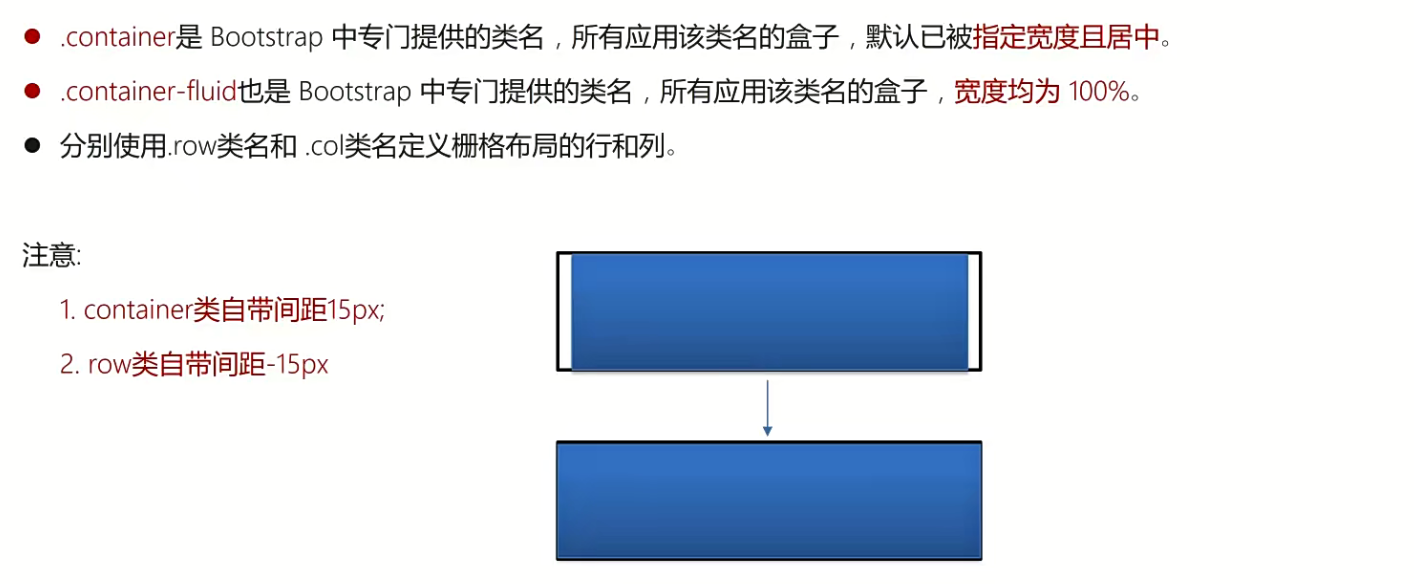 .container是 Bootstrap 中专门提供的类名，所有应用该类名的盒子，默认已被指定宽度且居中。
.container-fluid也是 Bootstrap 中专门提供的类名，所有应用该类名的盒子，宽度均为 100%。
分别使用.row类名和 .col类名定义栅格布局的行和列。
注意:
1. container类自带间距15px;
2. row类自带间距-15px